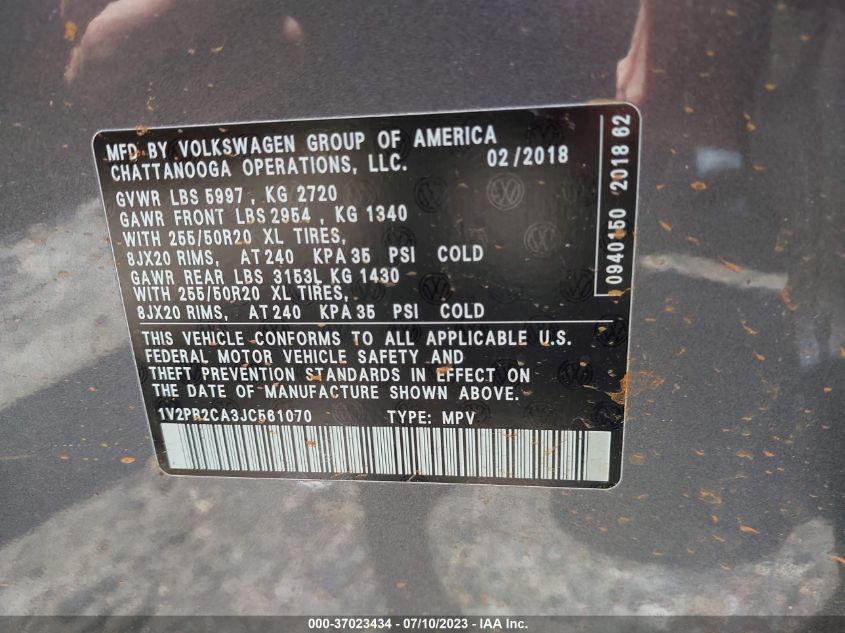 MFD BY VOLKSWAGEN GROUP OF AMERICA
CHATTANOOGA OPERATIONS, LLC. 02/2018
GVWR LBS 5997 , KG 2720
GAWR FRONT LBS 2954 , KG 1340
WITH 255/50R20 XL TIRES,
8JX20 RIMS, AT 240 KPA 35 PSI COLD
GAWR REAR LBS 3153L KG 1430
WITH 255/50R20 XL TIRES,
8JX20 RIMS, AT 240 KPA 35 PSI COLD
THIS VEHICLE CONFORMS TO ALL APPLICABLE U.S.
FEDERAL MOTOR VEHICLE SAFETY AND
THEFT PREVENTION STANDARDS IN EFFECT ON
THE DATE OF MANUFACTURE SHOWN ABOVE.
1V2PR2CA3JC561070 TYPE: MPV
0940150 2018 62
000-37023434 - 07/10/2023 - IAA Inc.